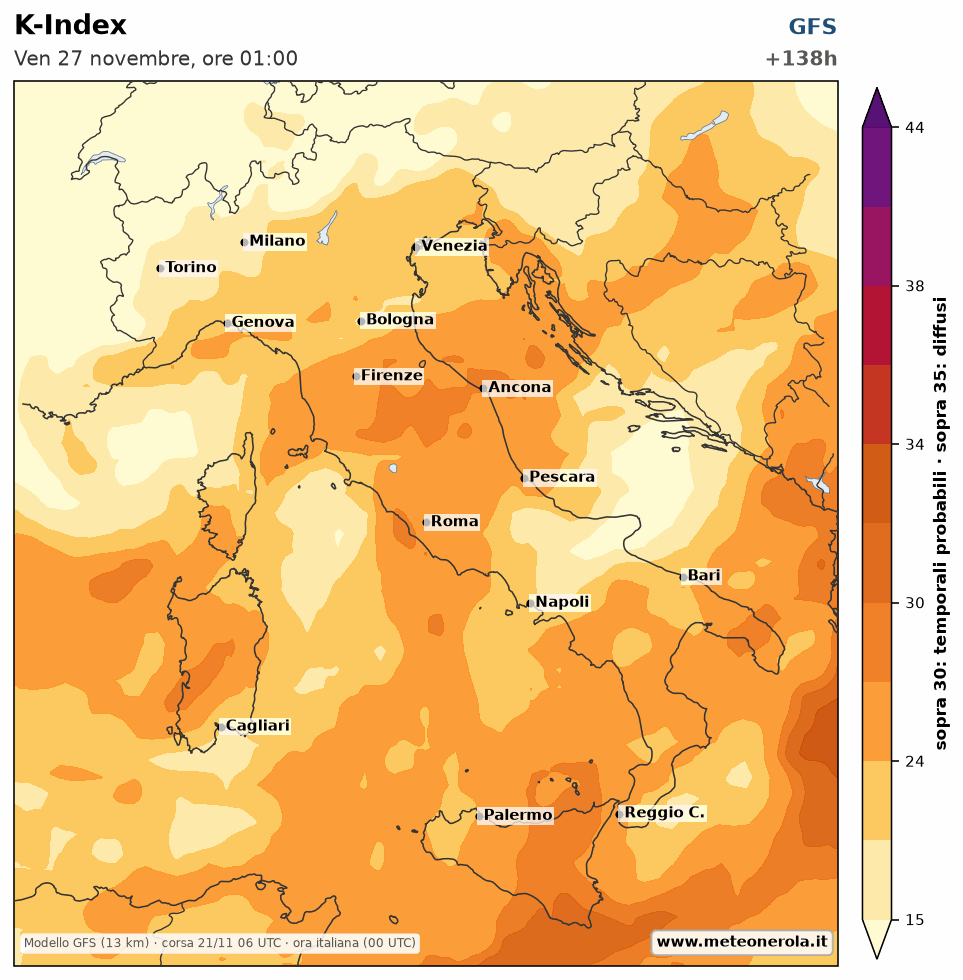 K-Index
GFS
Ven 27 novembre, ore 01:00
+138h
44
38
34
30
24
15
sopra 30: temporali probabili · sopra 35: diffusi
Milano
Venezia
Torino
Genova
Bologna
Firenze
Ancona
Pescara
Roma
Bari
Napoli
Cagliari
Palermo
Reggio C.
Modello GFS (13 km) · corsa 21/11 06 UTC · ora italiana (00 UTC)
www.meteonerola.it